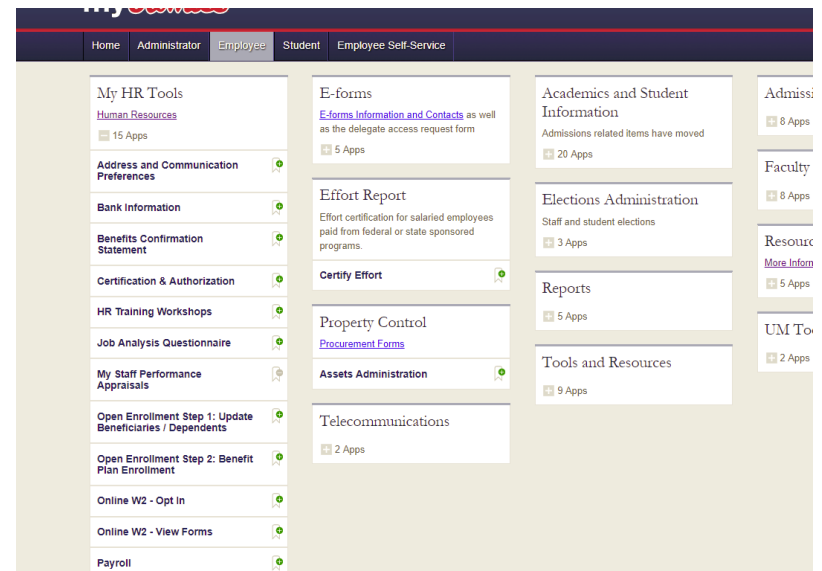 my
Home Administrator Employee Student Employee Self-Service
My HR Tools
Human Resources
15 Apps
Address and Communication
Preferences
Bank Information
Benefits Confirmation
Statement
Certification & Authorization
HR Training Workshops
Job Analysis Questionnaire
My Staff Performance
Appraisals
Open Enrollment Step 1: Update
Beneficiaries / Dependents
Open Enrollment Step 2: Benefit
Plan Enrollment
Online W2 - Opt In
Online W2 - View Forms
Payroll
E-forms
E-forms Information and Contacts as well
as the delegate access request form
5 Apps
Effort Report
Effort certification for salaried employees
paid from federal or state sponsored
programs.
Certify Effort
Property Control
Procurement Forms
Assets Administration
Telecommunications
2 Apps
Academics and Student
Information
Admissions related items have moved
20 Apps
Elections Administration
Staff and student elections
3 Apps
Reports
5 Apps
Tools and Resources
9 Apps
Admissi
8 Apps
Faculty
8 Apps
Resourc
More Inform
5 Apps
UM Too
2 Apps